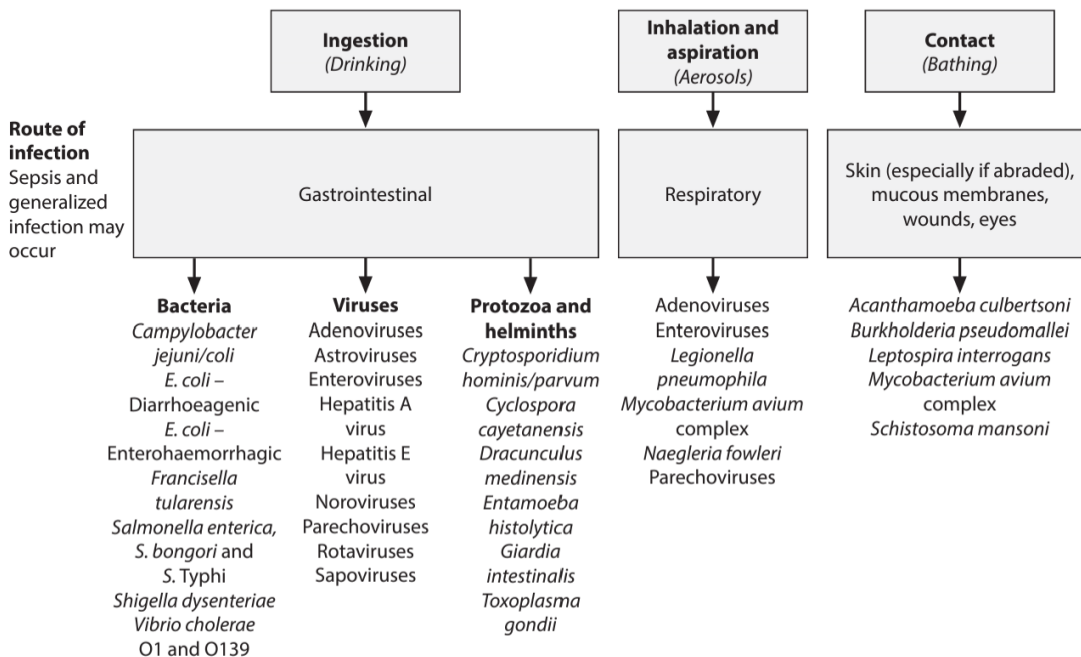 Ingestion
(Drinking)
Inhalation and
aspiration
(Aerosols)
Contact
(Bathing)
Route of
infection
Sepsis and
generalized
infection may
occur
Gastrointestinal
Respiratory
Skin (especially if abraded),
mucous membranes,
wounds, eyes
Bacteria
Campylobacter
jejuni/coli
E. coli –
Diarrhoeagenic
E. coli –
Enterohaemorrhagic
Francisella
tularensis
Salmonella enterica,
S. bongori and
S. Typhi
Shigella dysenteriae
Vibrio cholerae
O1 and O139
Viruses
Adenoviruses
Astroviruses
Enteroviruses
Hepatitis A
virus
Hepatitis E
virus
Noroviruses
Parechoviruses
Rotaviruses
Sapoviruses
Protozoa and
helminths
Cryptosporidium
hominis/parvum
Cyclospora
cayetanensis
Dracunculus
medinensis
Entamoeba
histolytica
Giardia
intestinalis
Toxoplasma
gondii
Adenoviruses
Enteroviruses
Legionella
pneumophila
Mycobacterium avium
complex
Naegleria fowleri
Parechoviruses
Acanthamoeba culbertsoni
Burkholderia pseudomallei
Leptospira interrogans
Mycobacterium avium
complex
Schistosoma mansoni